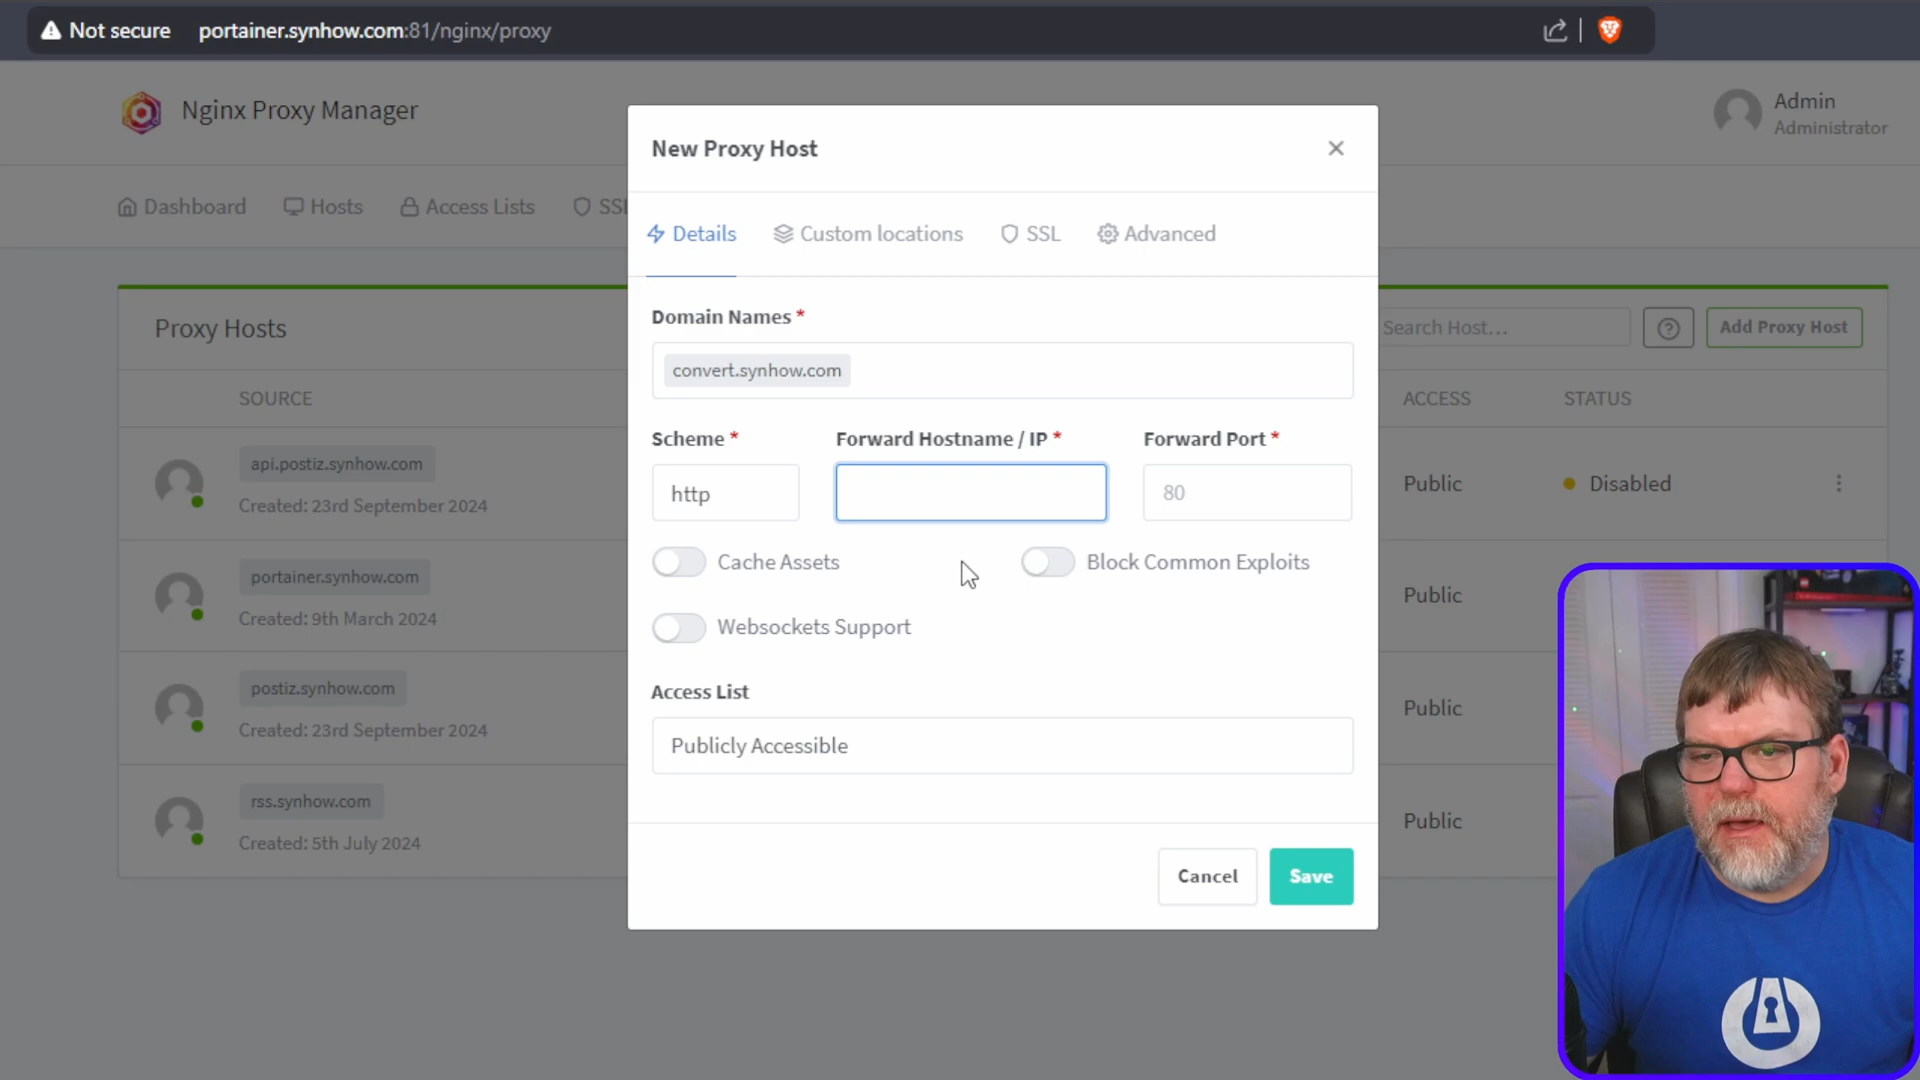 Not secure portainer.synhow.com:81/nginx/proxy
Nginx Proxy Manager
Admin
Administrator
Dashboard Hosts Access Lists SSL
Proxy Hosts
Search Host...
Add Proxy Host
SOURCE ACCESS STATUS
api.postiz.synhow.com
Created: 23rd September 2024
Public Disabled
portainer.synhow.com
Created: 9th March 2024
Public
postiz.synhow.com
Created: 23rd September 2024
Public
rss.synhow.com
Created: 5th July 2024
Public
New Proxy Host
Details Custom locations SSL Advanced
Domain Names *
convert.synhow.com
Scheme * Forward Hostname / IP * Forward Port *
http 80
Cache Assets Block Common Exploits
Websockets Support
Access List
Publicly Accessible
Cancel Save